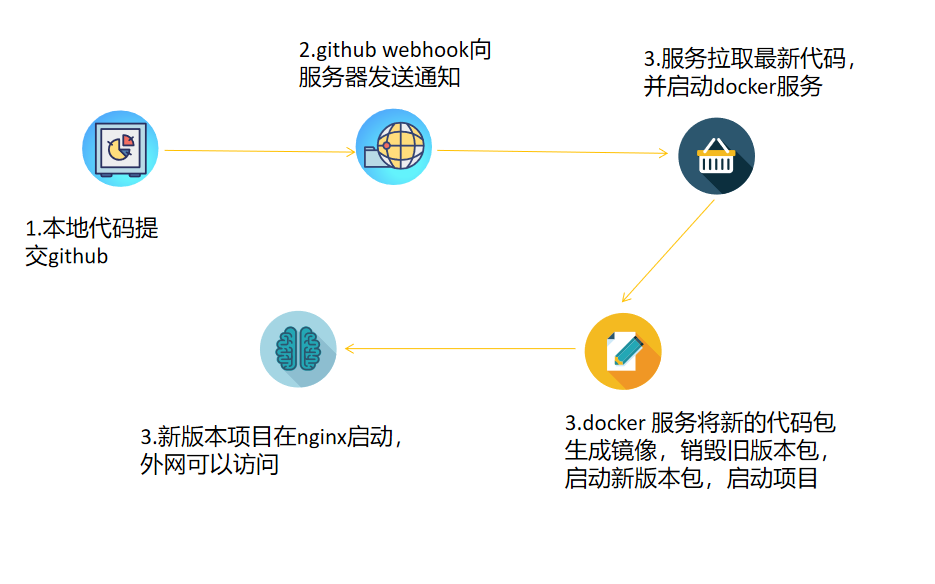 2.github webhook向
服务器发送通知
3.服务拉取最新代码，
并启动docker服务
1.本地代码提
交github
3.docker 服务将新的代码包
生成镜像，销毁旧版本包，
启动新版本包，启动项目
3.新版本项目在nginx启动，
外网可以访问